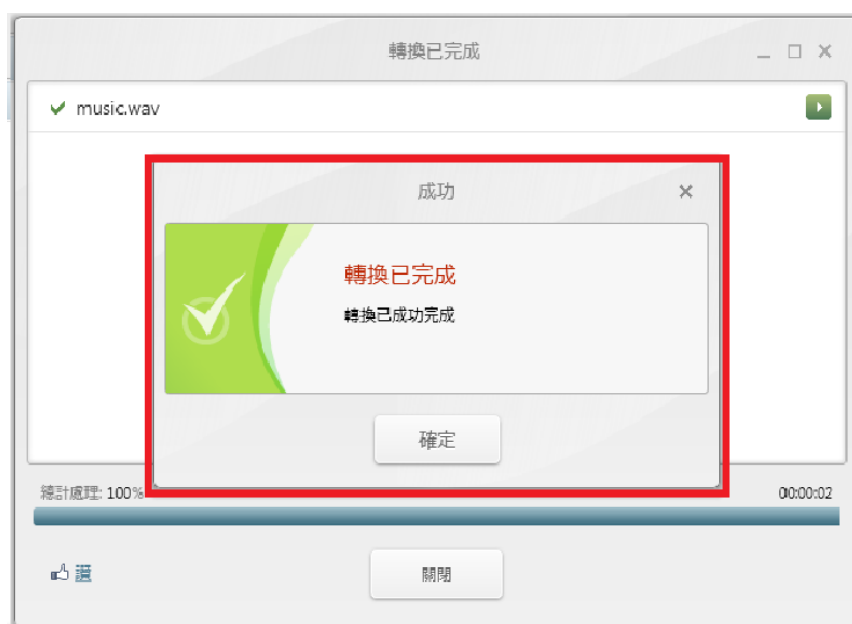 轉換已完成
music.wav
成功
轉換已完成
轉換已成功完成
確定
總計處理: 100%
00:00:02
關閉